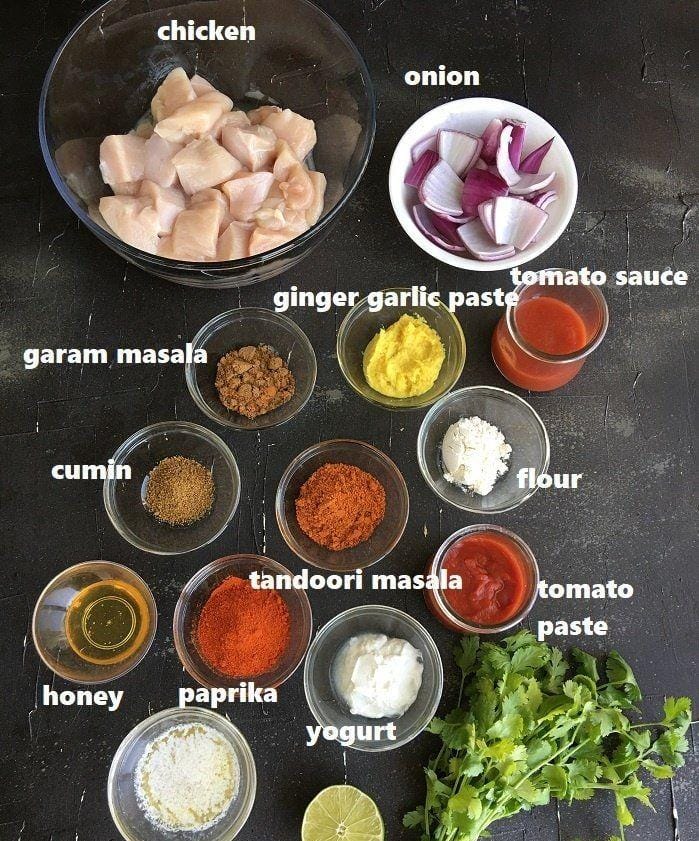 chicken
onion
tomato sauce
ginger garlic paste
garam masala
cumin
flour
tandoori masala
tomato
paste
honey
paprika
yogurt